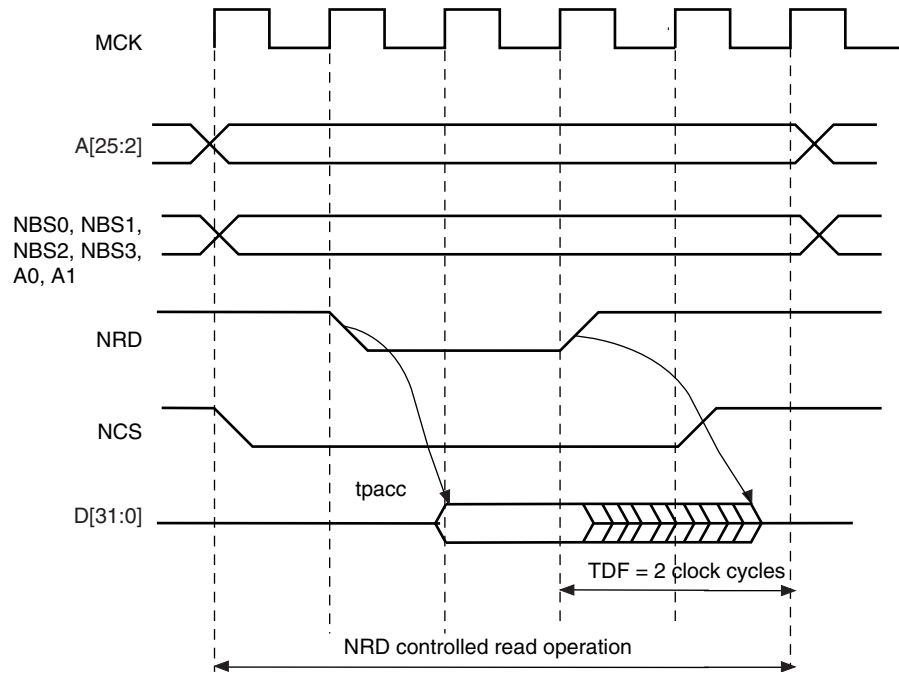 MCK
A[25:2]
NBS0, NBS1,
NBS2, NBS3,
A0, A1
NRD
NCS
tpacc
D[31:0]
TDF = 2 clock cycles
NRD controlled read operation